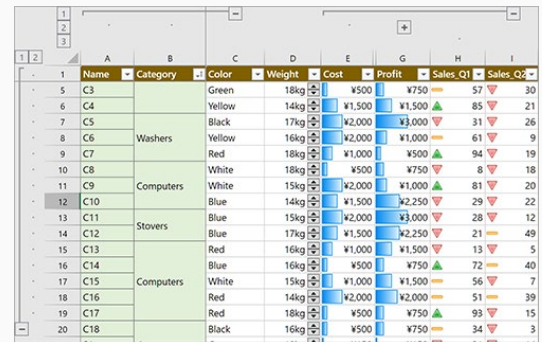 1
2
3
1 2 A B C D E G H I
1 Name Category Color Weight Cost Profit Sales_Q1 Sales_Q2
5 C3 Green 18kg ¥500 ¥750 57 30
6 C4 Yellow 14kg ¥1,500 ¥1,500 85 21
7 C5 Black 17kg ¥2,000 ¥3,000 31 26
8 C6 Washers Yellow 16kg ¥2,000 ¥1,000 61 9
9 C7 Red 18kg ¥1,000 ¥500 94 19
10 C8 White 18kg ¥500 ¥750 8 18
11 C9 Computers White 15kg ¥2,000 ¥1,000 81 20
12 C10 Blue 14kg ¥1,500 ¥2,250 29 22
13 C11 Stovers Blue 15kg ¥2,000 ¥3,000 28 12
14 C12 Blue 17kg ¥1,500 ¥2,250 21 49
15 C13 Red 16kg ¥1,000 ¥1,500 13 5
16 C14 Blue 16kg ¥500 ¥750 72 40
17 C15 Computers White 15kg ¥1,000 ¥1,500 56 7
18 C16 Red 14kg ¥2,000 ¥2,000 51 39
19 C17 Red 18kg ¥500 ¥750 93 15
20 C18 Black 16kg ¥500 ¥750 34 3